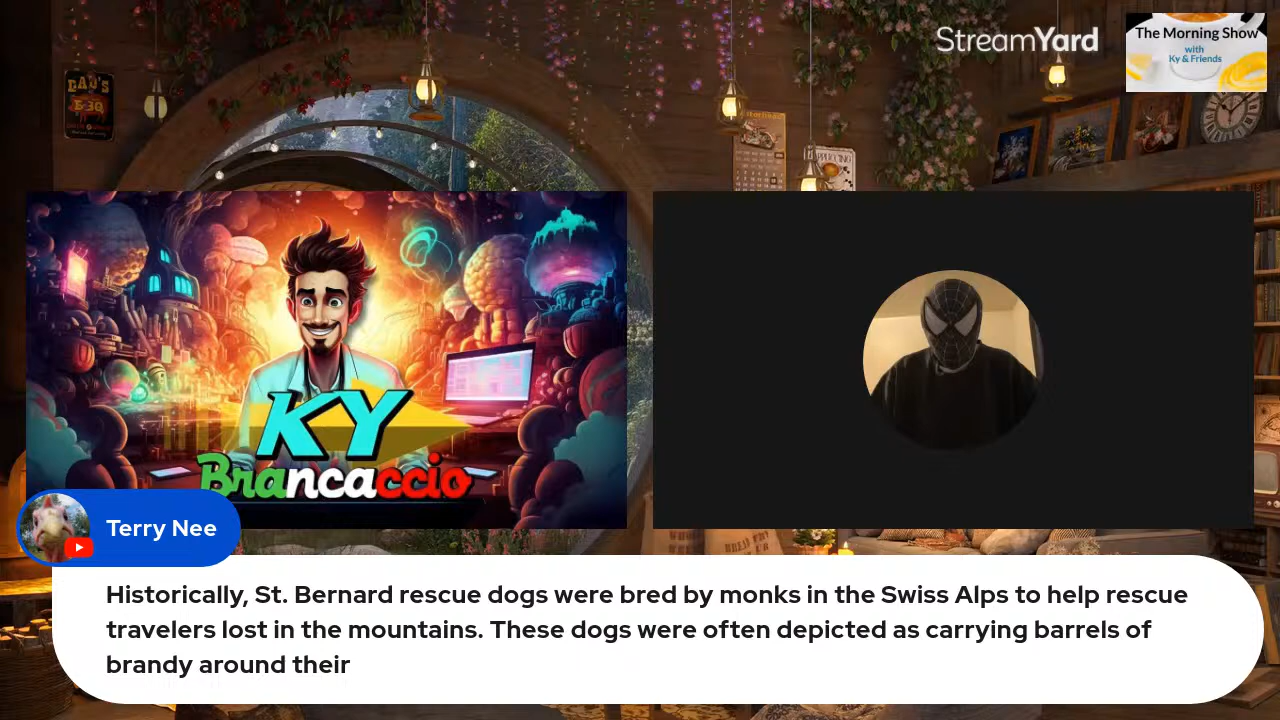 StreamYard
The Morning Show
with
Ky & Friends
DAD'S
KY
Brancaccio
Terry Nee
Historically, St. Bernard rescue dogs were bred by monks in the Swiss Alps to help rescue
travelers lost in the mountains. These dogs were often depicted as carrying barrels of
brandy around their